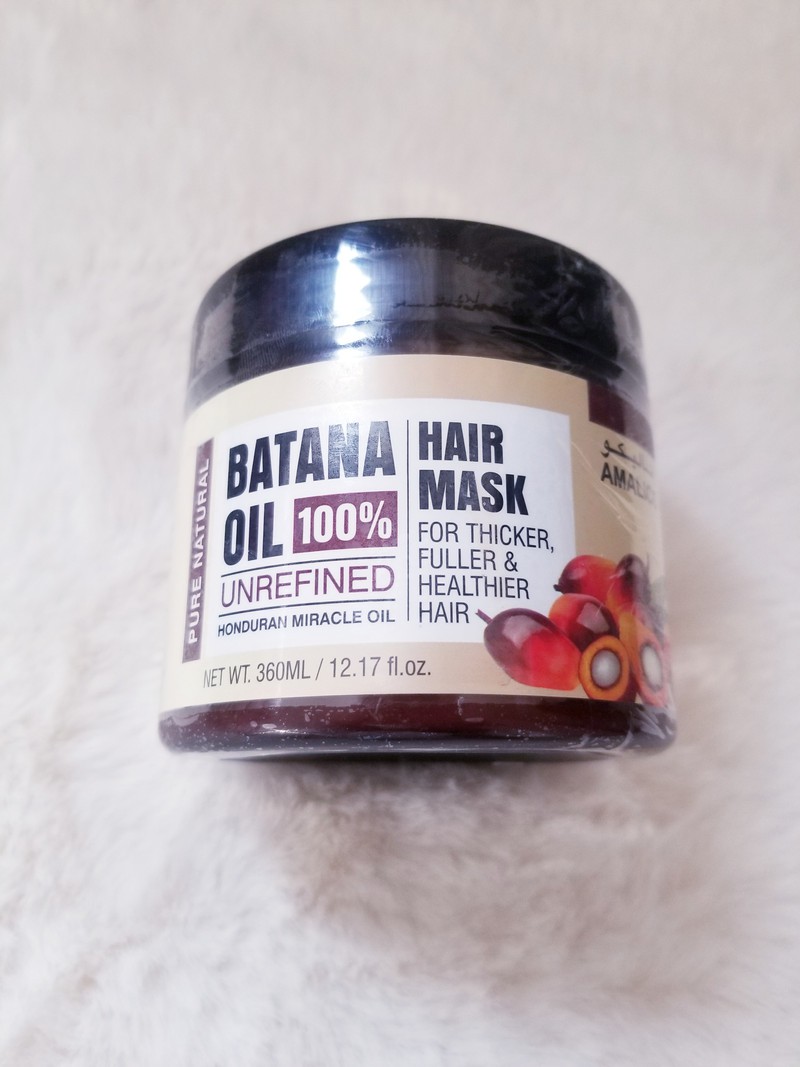 PURE NATURAL
BATANA
OIL 100%
UNREFINED
HONDURAN MIRACLE OIL
HAIR
MASK
FOR THICKER,
FULLER &
HEALTHIER
HAIR
NET WT. 360ML / 12.17 fl.oz.